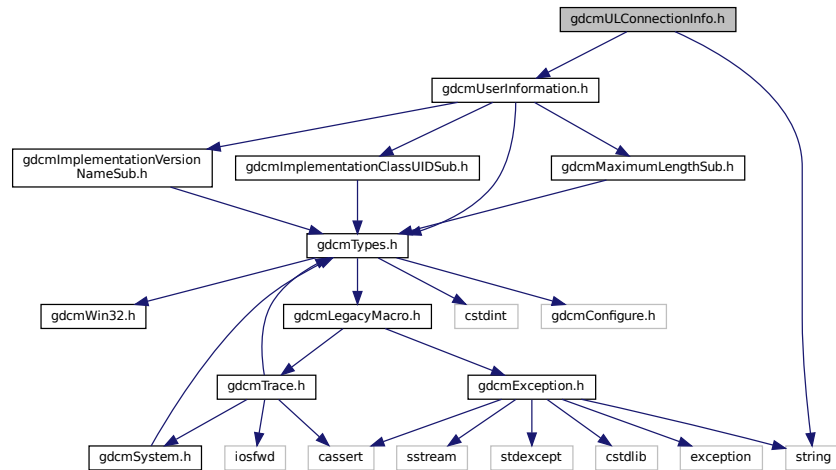 gdcmULConnectionInfo.h
gdcmUserInformation.h
gdcmImplementationVersion
NameSub.h
gdcmImplementationClassUIDSub.h
gdcmMaximumLengthSub.h
gdcmTypes.h
gdcmWin32.h
gdcmLegacyMacro.h
cstdint
gdcmConfigure.h
gdcmTrace.h
gdcmException.h
gdcmSystem.h
iosfwd
cassert
sstream
stdexcept
cstdlib
exception
string